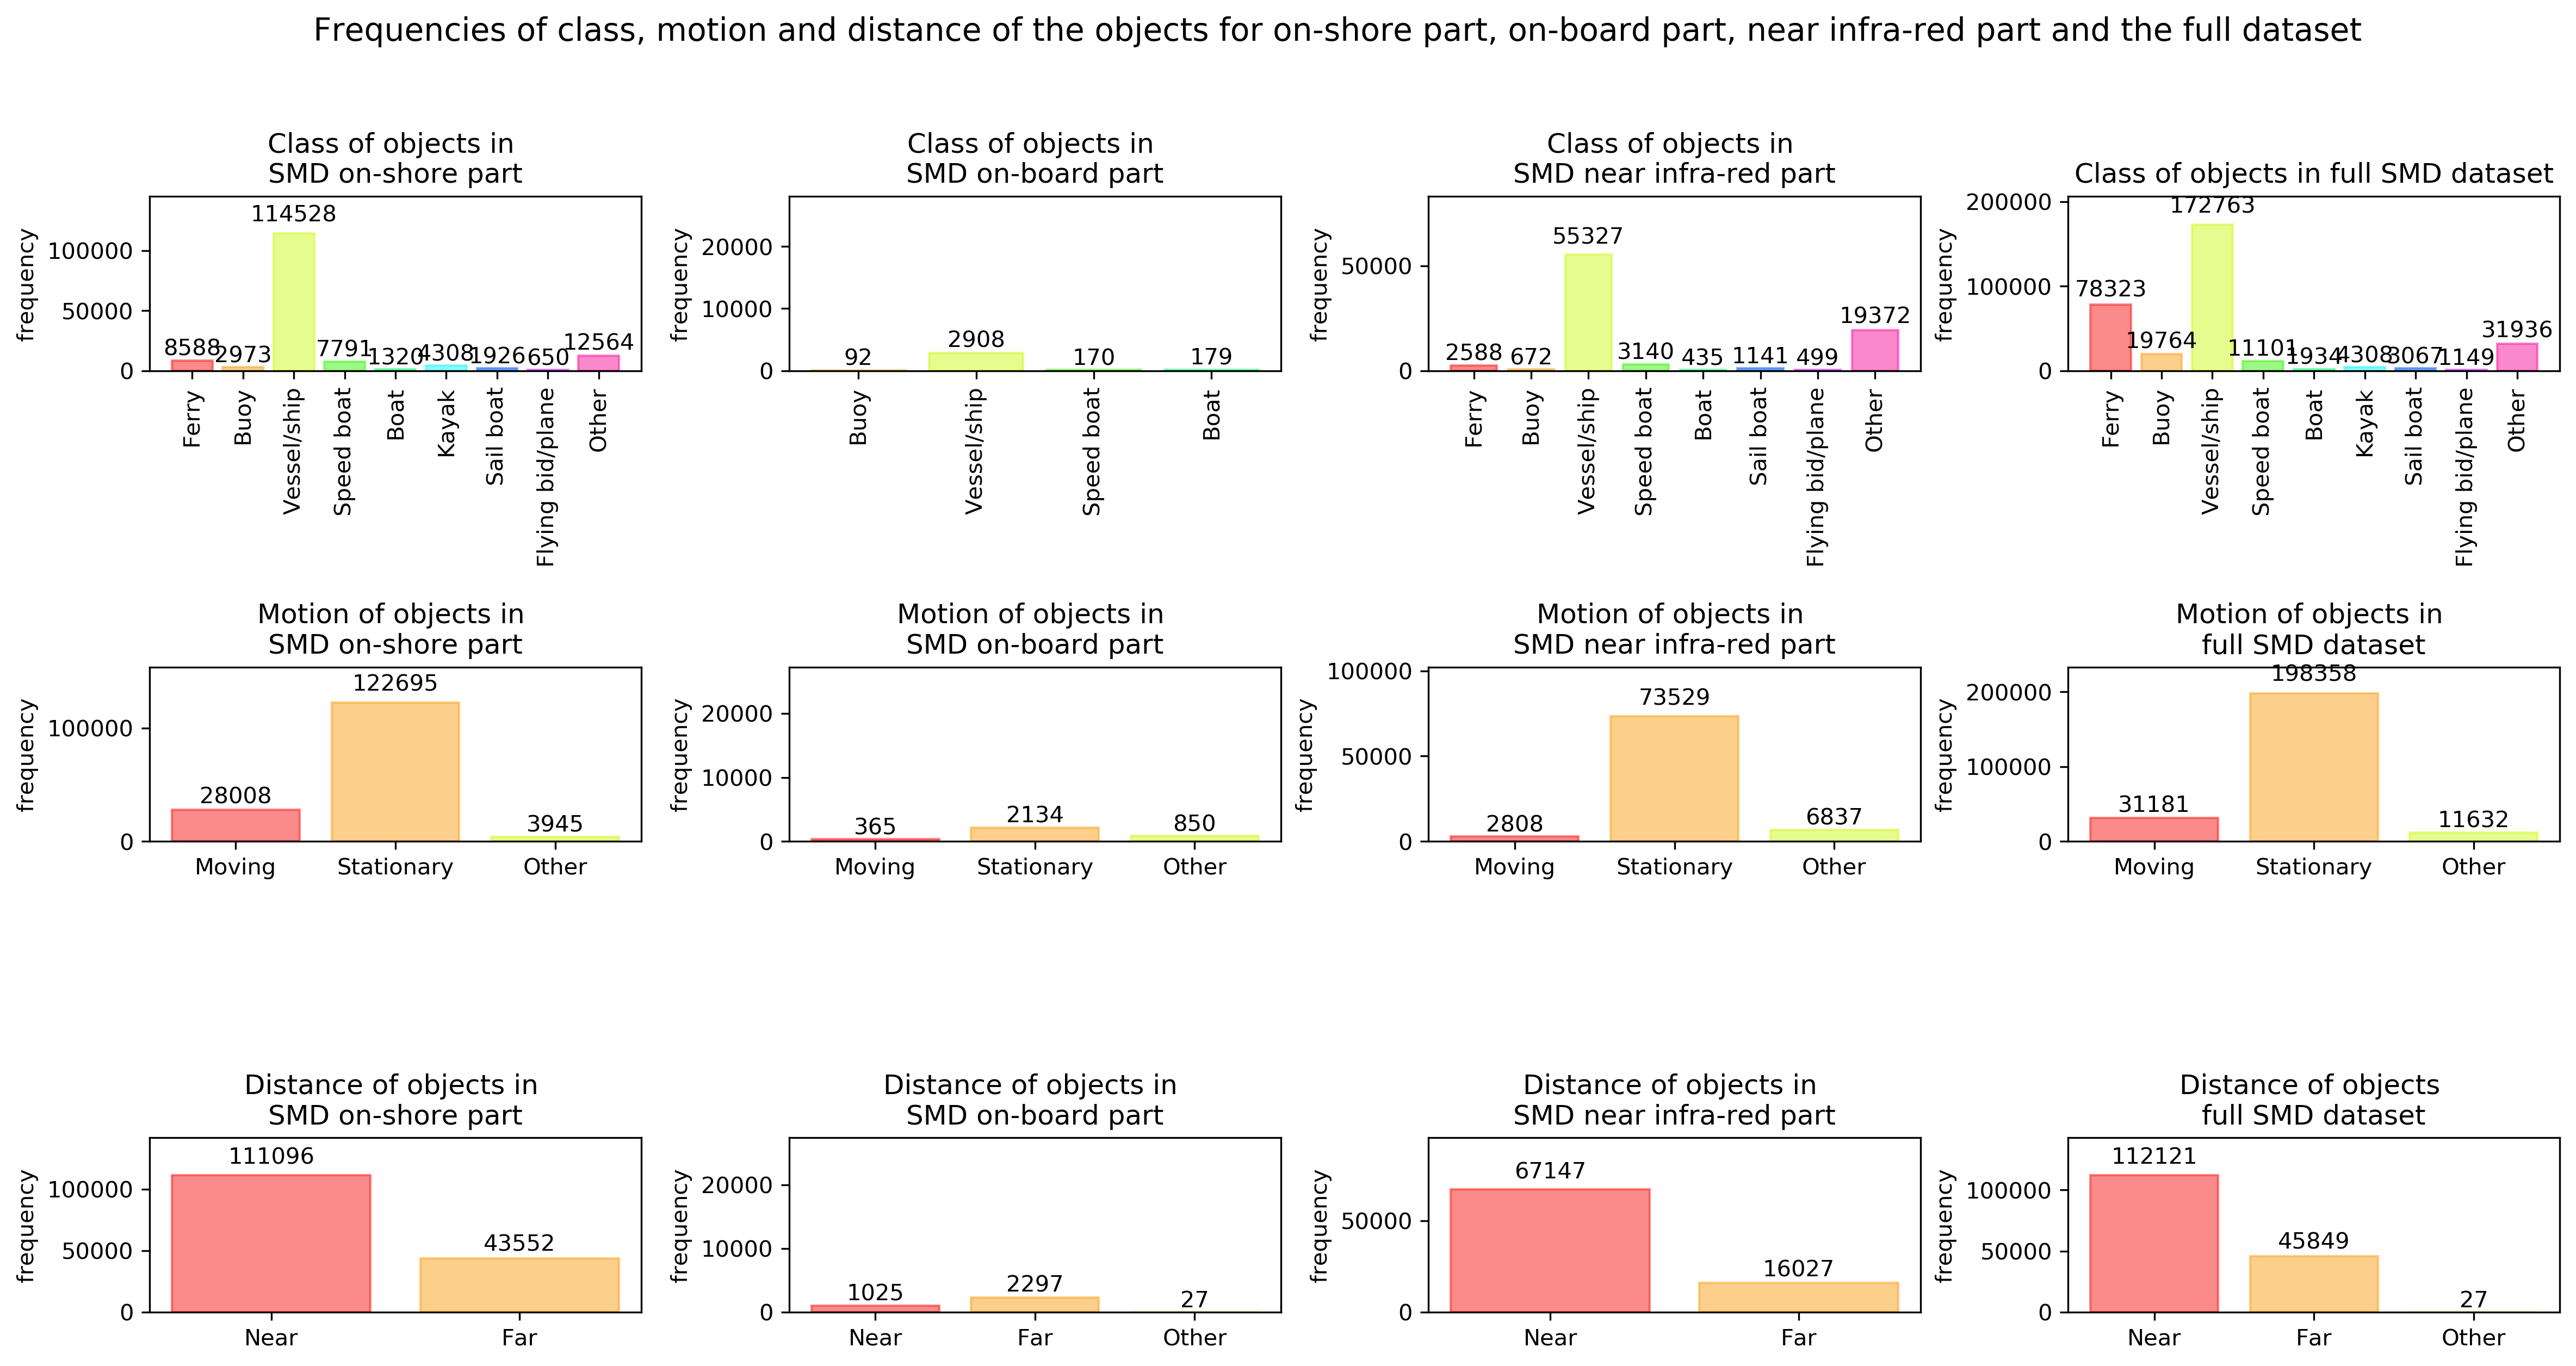 Frequencies of class, motion and distance of the objects for on-shore part, on-board part, near infra-red part and the full dataset
Class of objects in
SMD on-shore part
frequency
100000
50000
0
114528
8588
2973
7791
1320
4308
1926
650
12564
Ferry
Buoy
Vessel/ship
Speed boat
Boat
Kayak
Sail boat
Flying bid/plane
Other
Class of objects in
SMD on-board part
frequency
20000
10000
0
92
2908
170
179
Buoy
Vessel/ship
Speed boat
Boat
Class of objects in
SMD near infra-red part
frequency
50000
0
2588
672
55327
3140
435
1141
499
19372
Ferry
Buoy
Vessel/ship
Speed boat
Boat
Sail boat
Flying bid/plane
Other
Class of objects in full SMD dataset
frequency
200000
100000
0
78323
19764
172763
11101
1934
4308
3067
1149
31936
Ferry
Buoy
Vessel/ship
Speed boat
Boat
Kayak
Sail boat
Flying bid/plane
Other
Motion of objects in
SMD on-shore part
frequency
100000
0
28008
122695
3945
Moving
Stationary
Other
Motion of objects in
SMD on-board part
frequency
20000
10000
0
365
2134
850
Moving
Stationary
Other
Motion of objects in
SMD near infra-red part
frequency
100000
50000
0
2808
73529
6837
Moving
Stationary
Other
Motion of objects in
full SMD dataset
frequency
200000
100000
0
31181
198358
11632
Moving
Stationary
Other
Distance of objects in
SMD on-shore part
frequency
100000
50000
0
111096
43552
Near
Far
Distance of objects in
SMD on-board part
frequency
20000
10000
0
1025
2297
27
Near
Far
Other
Distance of objects in
SMD near infra-red part
frequency
50000
0
67147
16027
Near
Far
Distance of objects
full SMD dataset
frequency
100000
50000
0
112121
45849
27
Near
Far
Other